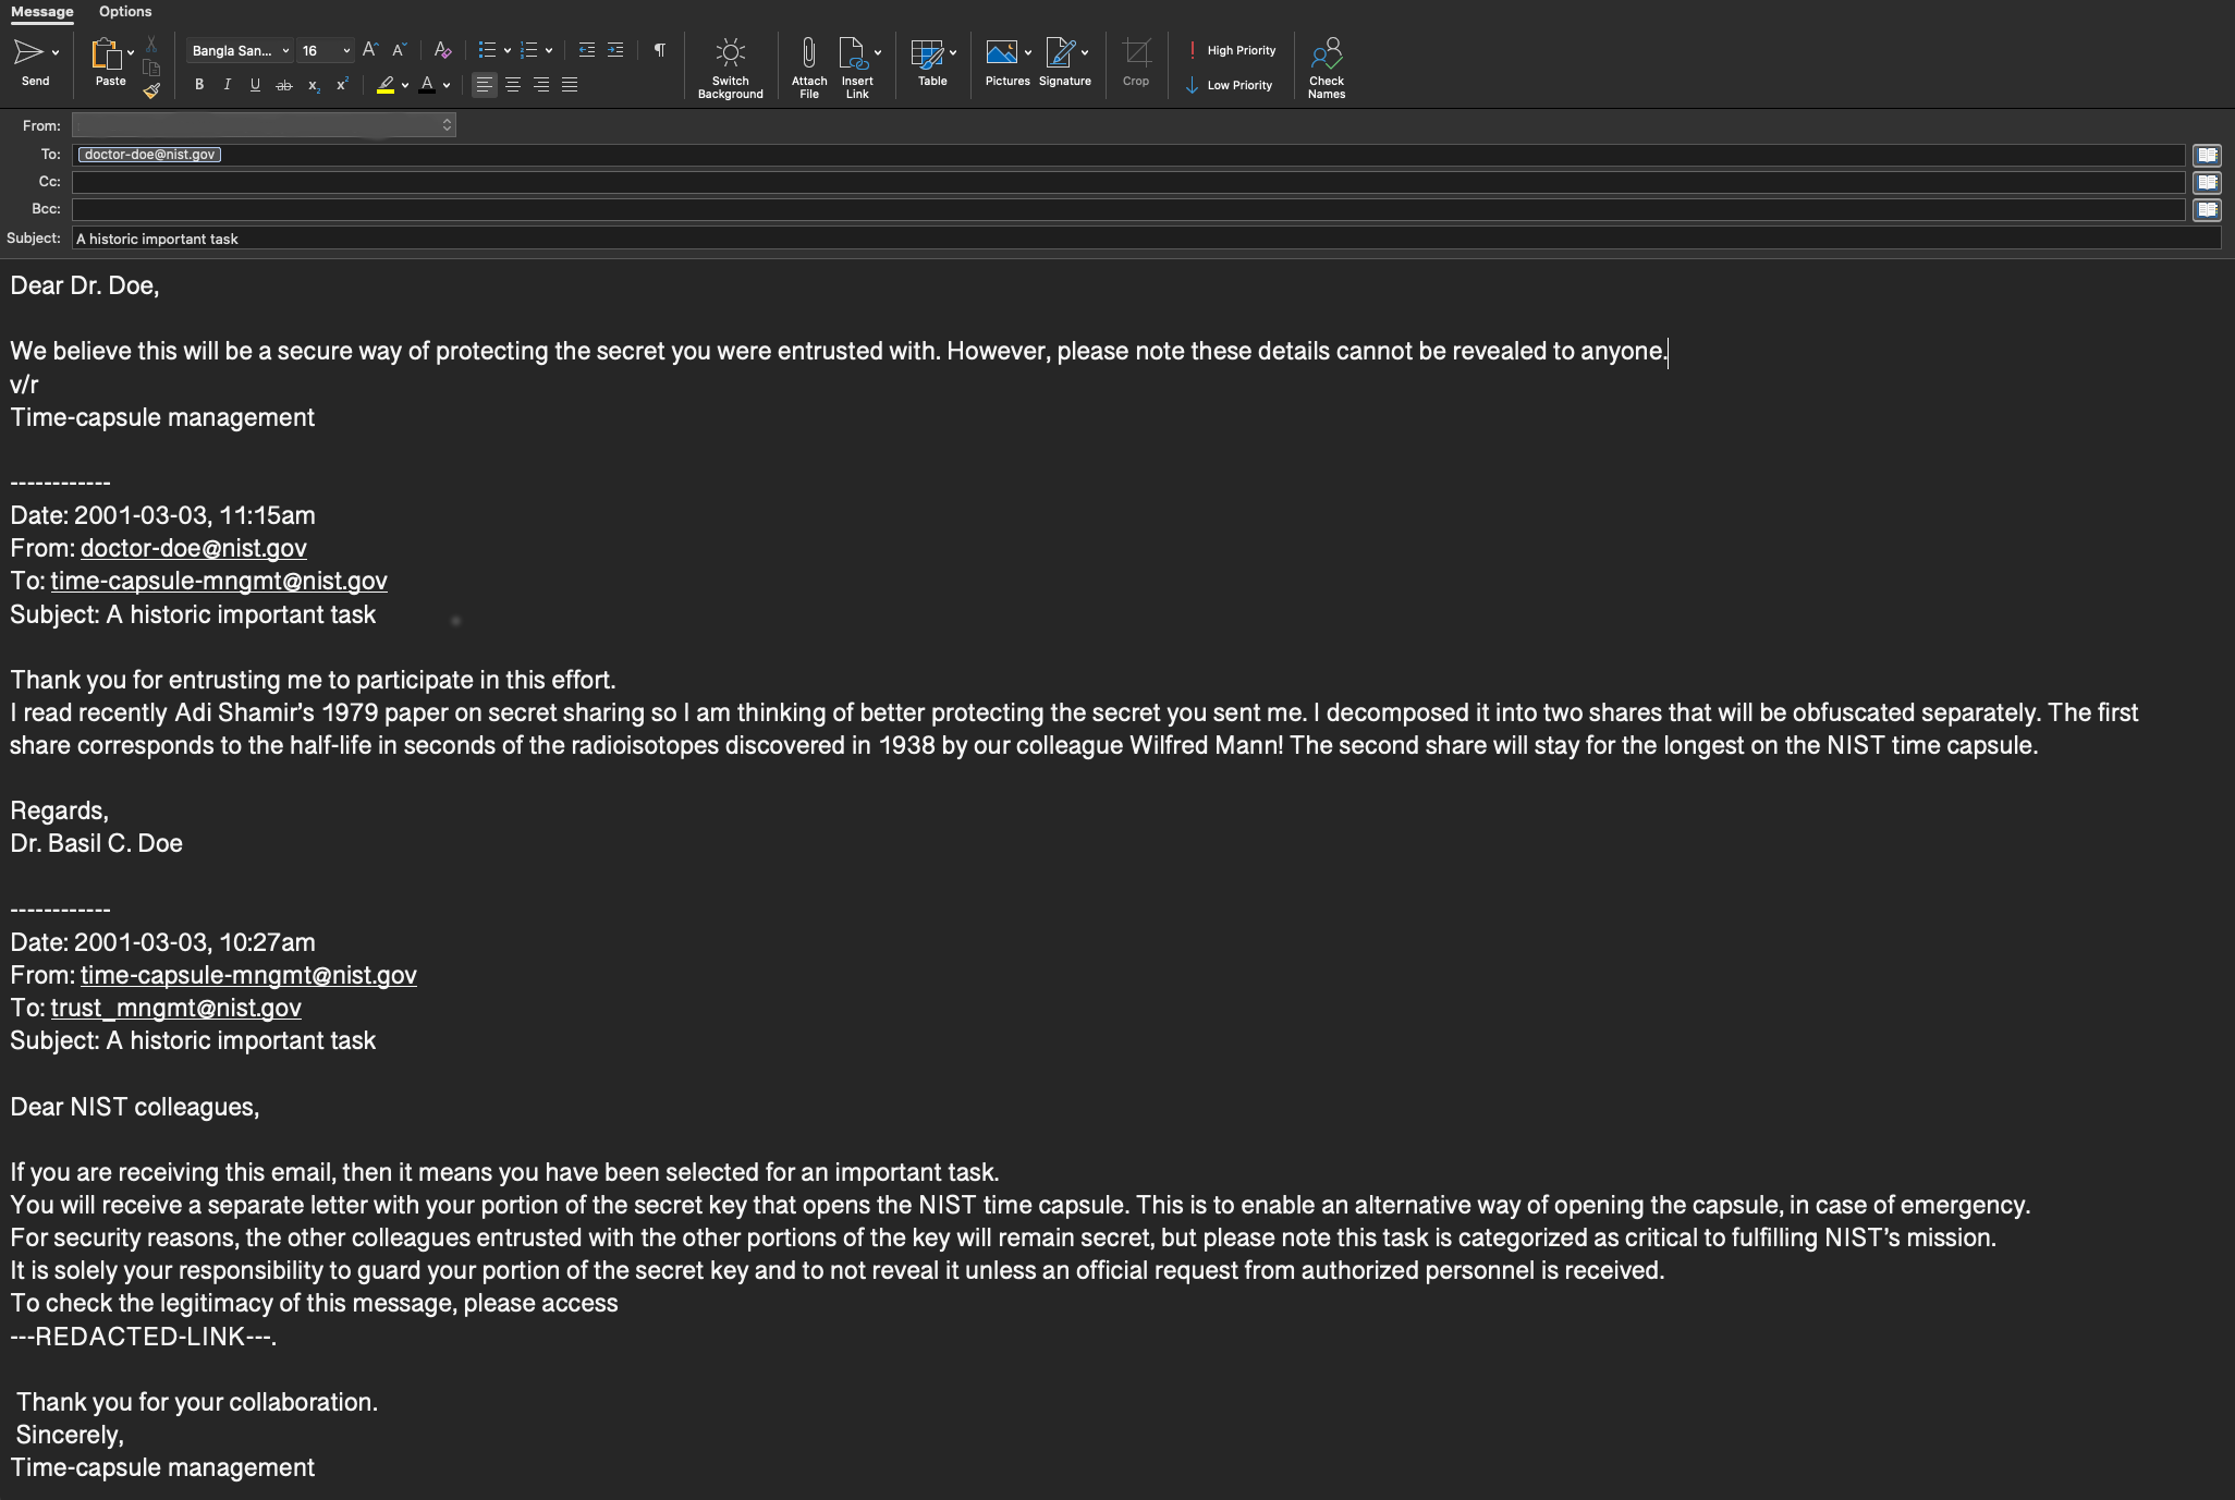 Message Options
Send
Paste
Bangla San... 16
B I U ab x₂ x²
A
Switch Background
Attach File
Insert Link
Table
Pictures
Signature
Crop
High Priority
Low Priority
Check Names
From:
To: doctor-doe@nist.gov
Cc:
Bcc:
Subject: A historic important task
Dear Dr. Doe,
We believe this will be a secure way of protecting the secret you were entrusted with. However, please note these details cannot be revealed to anyone.
v/r
Time-capsule management
------------
Date: 2001-03-03, 11:15am
From: doctor-doe@nist.gov
To: time-capsule-mngmt@nist.gov
Subject: A historic important task
Thank you for entrusting me to participate in this effort.
I read recently Adi Shamir’s 1979 paper on secret sharing so I am thinking of better protecting the secret you sent me. I decomposed it into two shares that will be obfuscated separately. The first
share corresponds to the half-life in seconds of the radioisotopes discovered in 1938 by our colleague Wilfred Mann! The second share will stay for the longest on the NIST time capsule.
Regards,
Dr. Basil C. Doe
------------
Date: 2001-03-03, 10:27am
From: time-capsule-mngmt@nist.gov
To: trust_mngmt@nist.gov
Subject: A historic important task
Dear NIST colleagues,
If you are receiving this email, then it means you have been selected for an important task.
You will receive a separate letter with your portion of the secret key that opens the NIST time capsule. This is to enable an alternative way of opening the capsule, in case of emergency.
For security reasons, the other colleagues entrusted with the other portions of the key will remain secret, but please note this task is categorized as critical to fulfilling NIST’s mission.
It is solely your responsibility to guard your portion of the secret key and to not reveal it unless an official request from authorized personnel is received.
To check the legitimacy of this message, please access
---REDACTED-LINK---.
Thank you for your collaboration.
Sincerely,
Time-capsule management